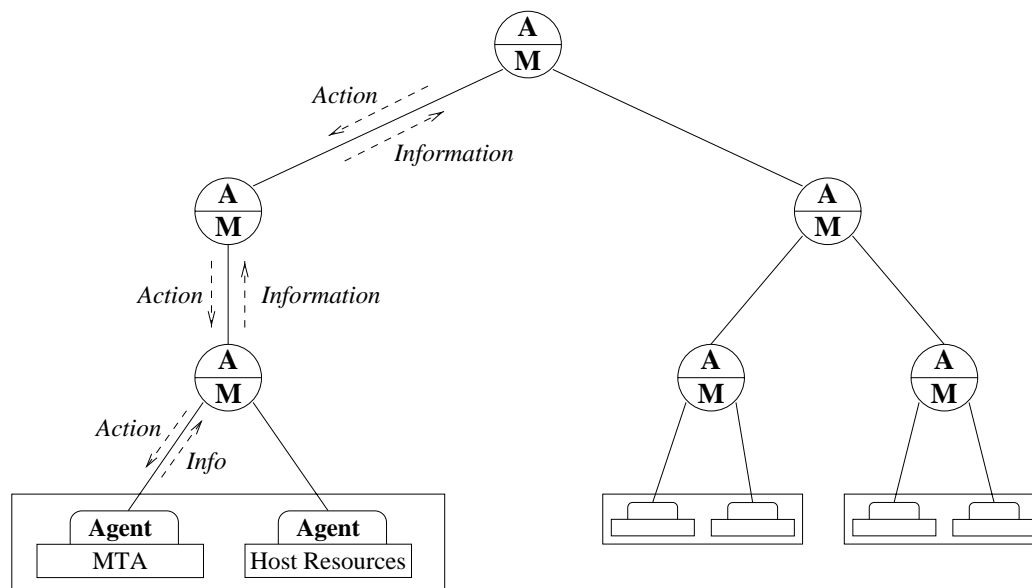 A
M
Action
Information
A
M
A
M
Action
Information
A
M
A
M
A
M
Action
Info
Agent
Agent
MTA
Host Resources